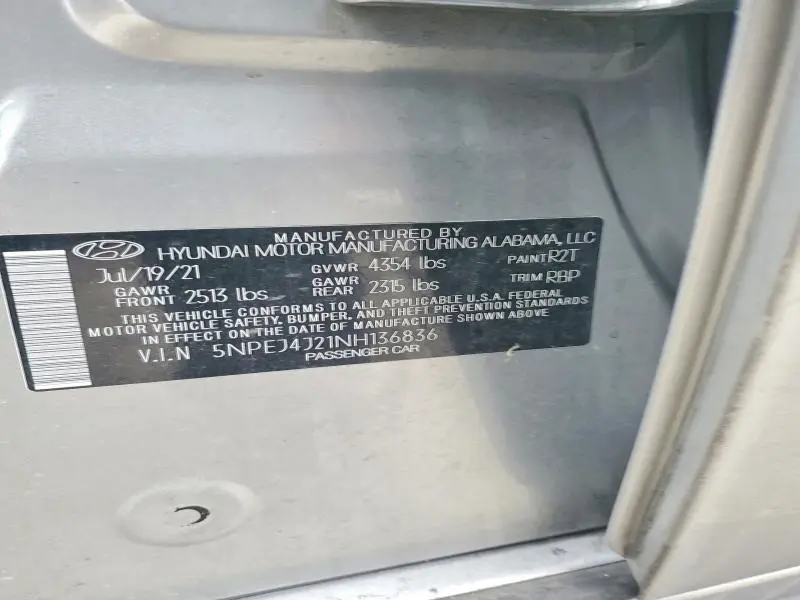 MANUFACTURED BY
HYUNDAI MOTOR MANUFACTURING ALABAMA, LLC
Jul/19/21 GVWR 4354 lbs PAINT R2T
GAWR FRONT 2513 lbs GAWR REAR 2315 lbs TRIM RBP
THIS VEHICLE CONFORMS TO ALL APPLICABLE U.S.A. FEDERAL
MOTOR VEHICLE SAFETY, BUMPER, AND THEFT PREVENTION STANDARDS
IN EFFECT ON THE DATE OF MANUFACTURE SHOWN ABOVE
V.I.N 5NPEJ4J21NH136836
PASSENGER CAR